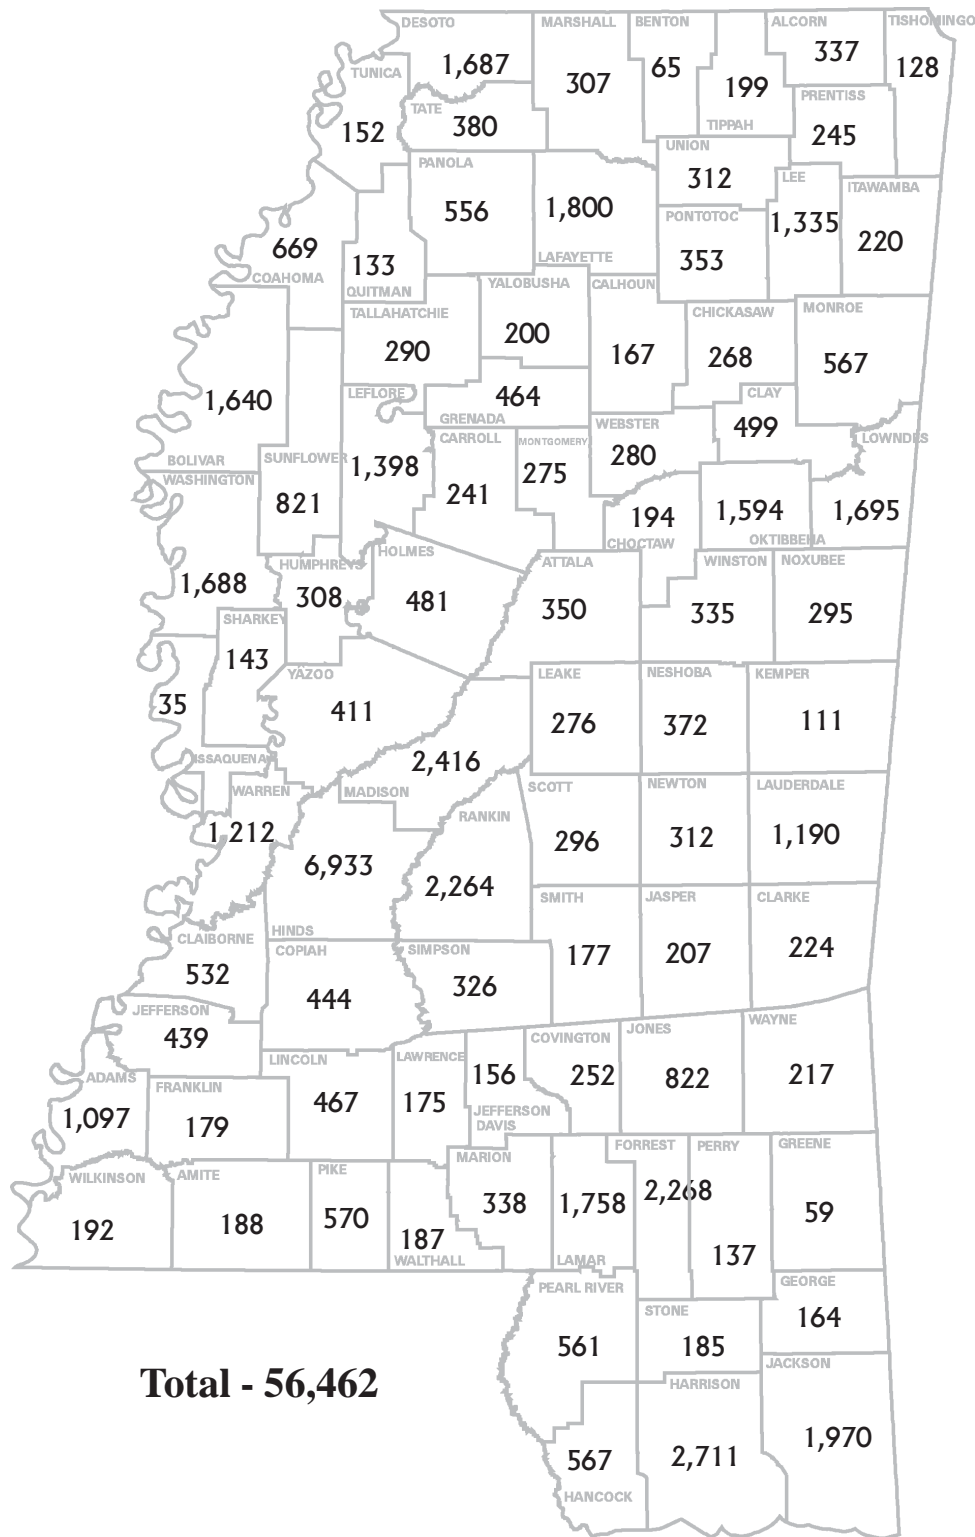 DESOTO
1,687
MARSHALL
307
BENTON
65
199
TIPPAH
ALCORN
337
TISHOMINGO
128
TUNICA
152
TATE
380
PRENTISS
245
PANOLA
556
1,800
LAFAYETTE
UNION
312
LEE
1,335
ITAWAMBA
220
PONTOTOC
353
669
COAHOMA
133
QUITMAN
YALOBUSHA
200
CALHOUN
167
TALLAHATCHIE
290
CHICKASAW
268
MONROE
567
1,640
BOLIVAR
LEFLORE
1,398
464
GRENADA
CLAY
499
SUNFLOWER
821
CARROLL
241
MONTGOMERY
275
WEBSTER
280
LOWNDES
1,695
WASHINGTON
1,688
194
CHOCTAW
1,594
OKTIBBEHA
HUMPHREYS
308
HOLMES
481
ATTALA
350
WINSTON
335
NOXUBEE
295
SHARKEY
143
35
ISSAQUENA
YAZOO
411
LEAKE
276
NESHOBA
372
KEMPER
111
2,416
MADISON
WARREN
1,212
RANKIN
2,264
SCOTT
296
NEWTON
312
LAUDERDALE
1,190
6,933
HINDS
SMITH
177
JASPER
207
CLARKE
224
CLAIBORNE
532
COPIAH
444
SIMPSON
326
JEFFERSON
439
LINCOLN
467
LAWRENCE
175
156
JEFFERSON
DAVIS
COVINGTON
252
JONES
822
WAYNE
217
ADAMS
1,097
FRANKLIN
179
WILKINSON
192
AMITE
188
PIKE
570
187
WALTHALL
MARION
338
1,758
LAMAR
FORREST
2,268
PERRY
137
GREENE
59
PEARL RIVER
561
STONE
185
GEORGE
164
Total - 56,462
HARRISON
2,711
JACKSON
1,970
567
HANCOCK